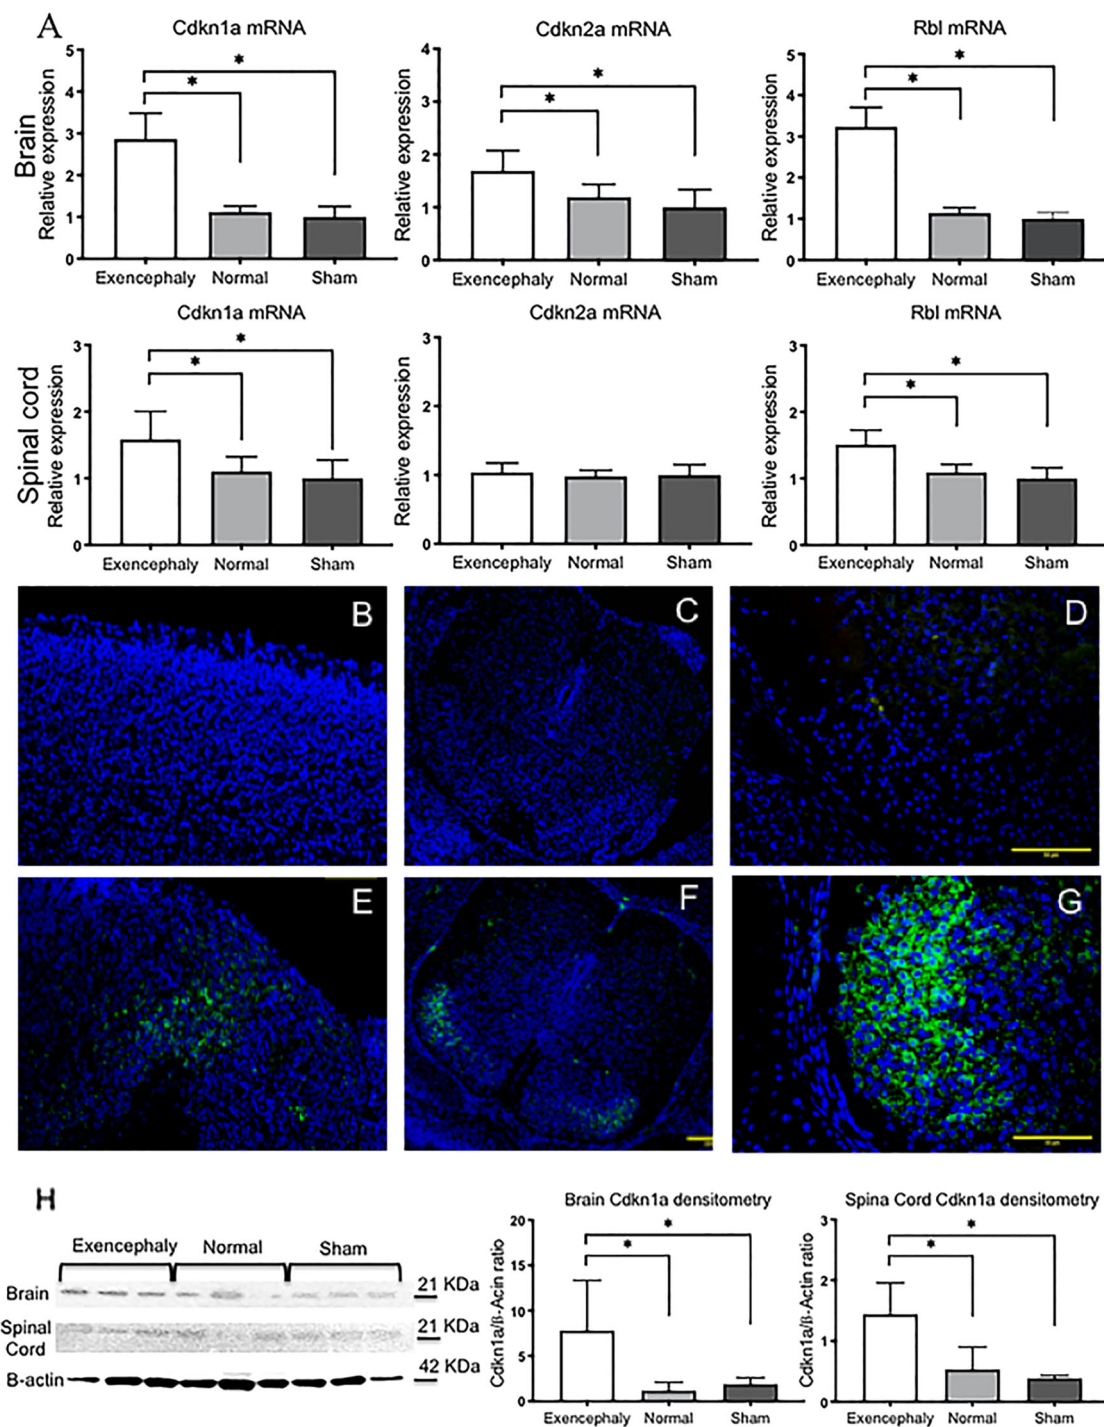 A
Cdkn1a mRNA
Cdkn2a mRNA
Rbl mRNA
Brain
Relative expression
5
4
3
2
1
0
*
*
Exencephaly Normal Sham
Relative expression
4
3
2
1
0
*
*
Exencephaly Normal Sham
Relative expression
5
4
3
2
1
0
*
*
Exencephaly Normal Sham
Cdkn1a mRNA
Cdkn2a mRNA
Rbl mRNA
Spinal cord
Relative expression
3
2
1
0
*
*
Exencephaly Normal Sham
Relative expression
3
2
1
0
Exencephaly Normal Sham
Relative expression
3
2
1
0
*
*
Exencephaly Normal Sham
B
C
D
E
F
G
H
Exencephaly Normal Sham
Brain
21 KDa
Spinal
Cord
21 KDa
B-actin
42 KDa
Brain Cdkn1a densitometry
Cdkn1a/ß-Acin ratio
20
15
10
5
0
*
*
Exencephaly Normal Sham
Spina Cord Cdkn1a densitometry
Cdkn1a/ß-Actin ratio
3
2
1
0
*
*
Exencephaly Normal Sham